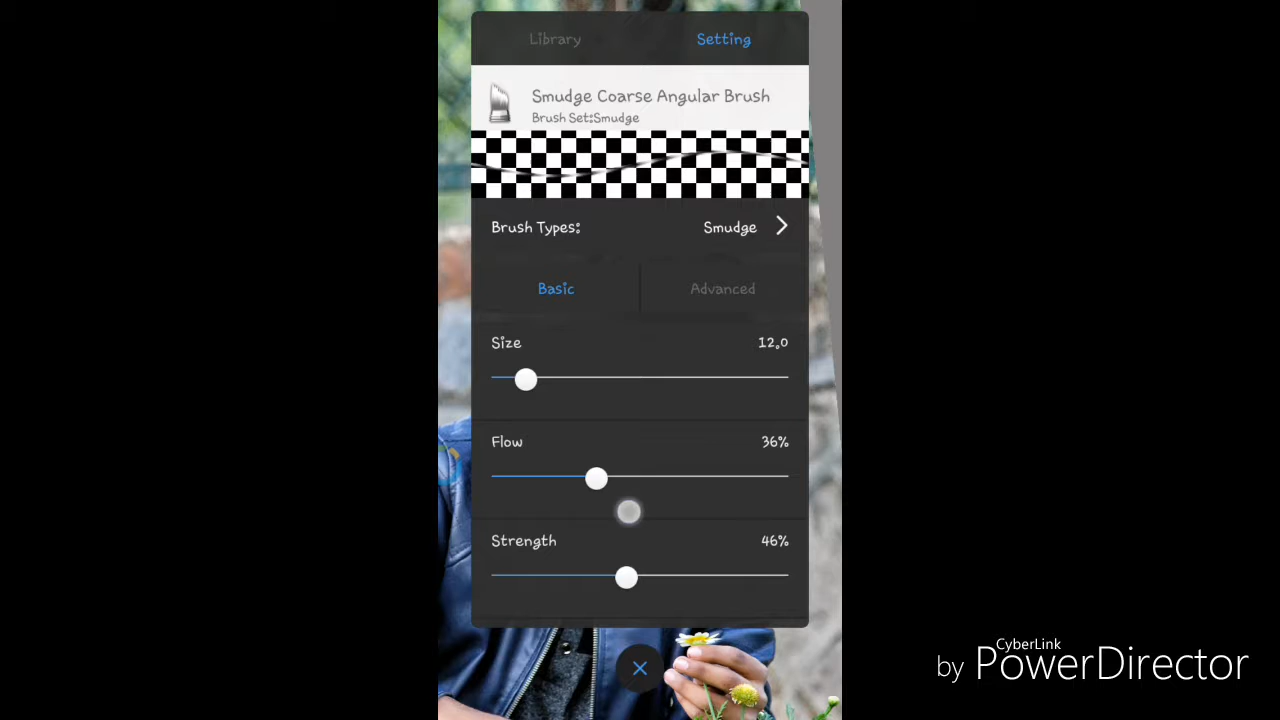 Library
Setting
Smudge Coarse Angular Brush
Brush Set:Smudge
Brush Types:
Smudge
Basic
Advanced
Size
12.0
Flow
36%
Strength
46%
CyberLink
by PowerDirector